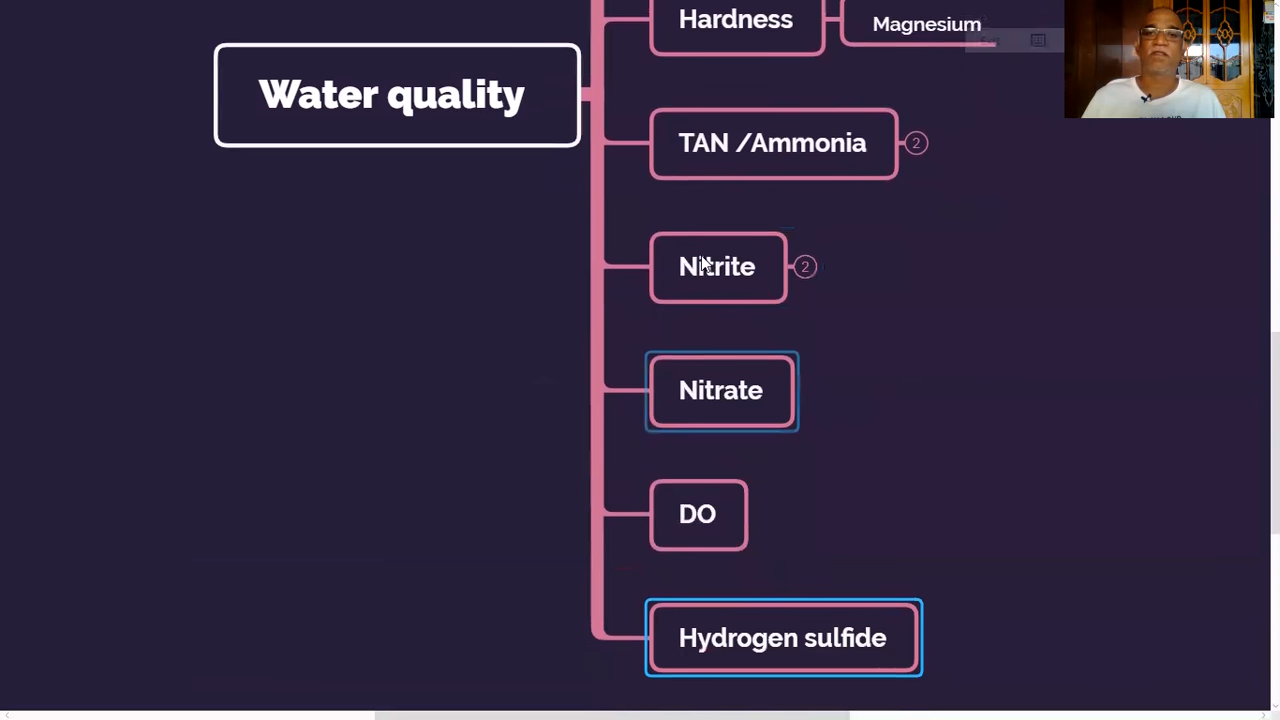 Hardness
Magnesium
Water quality
TAN /Ammonia
2
Nitrite
2
Nitrate
DO
Hydrogen sulfide